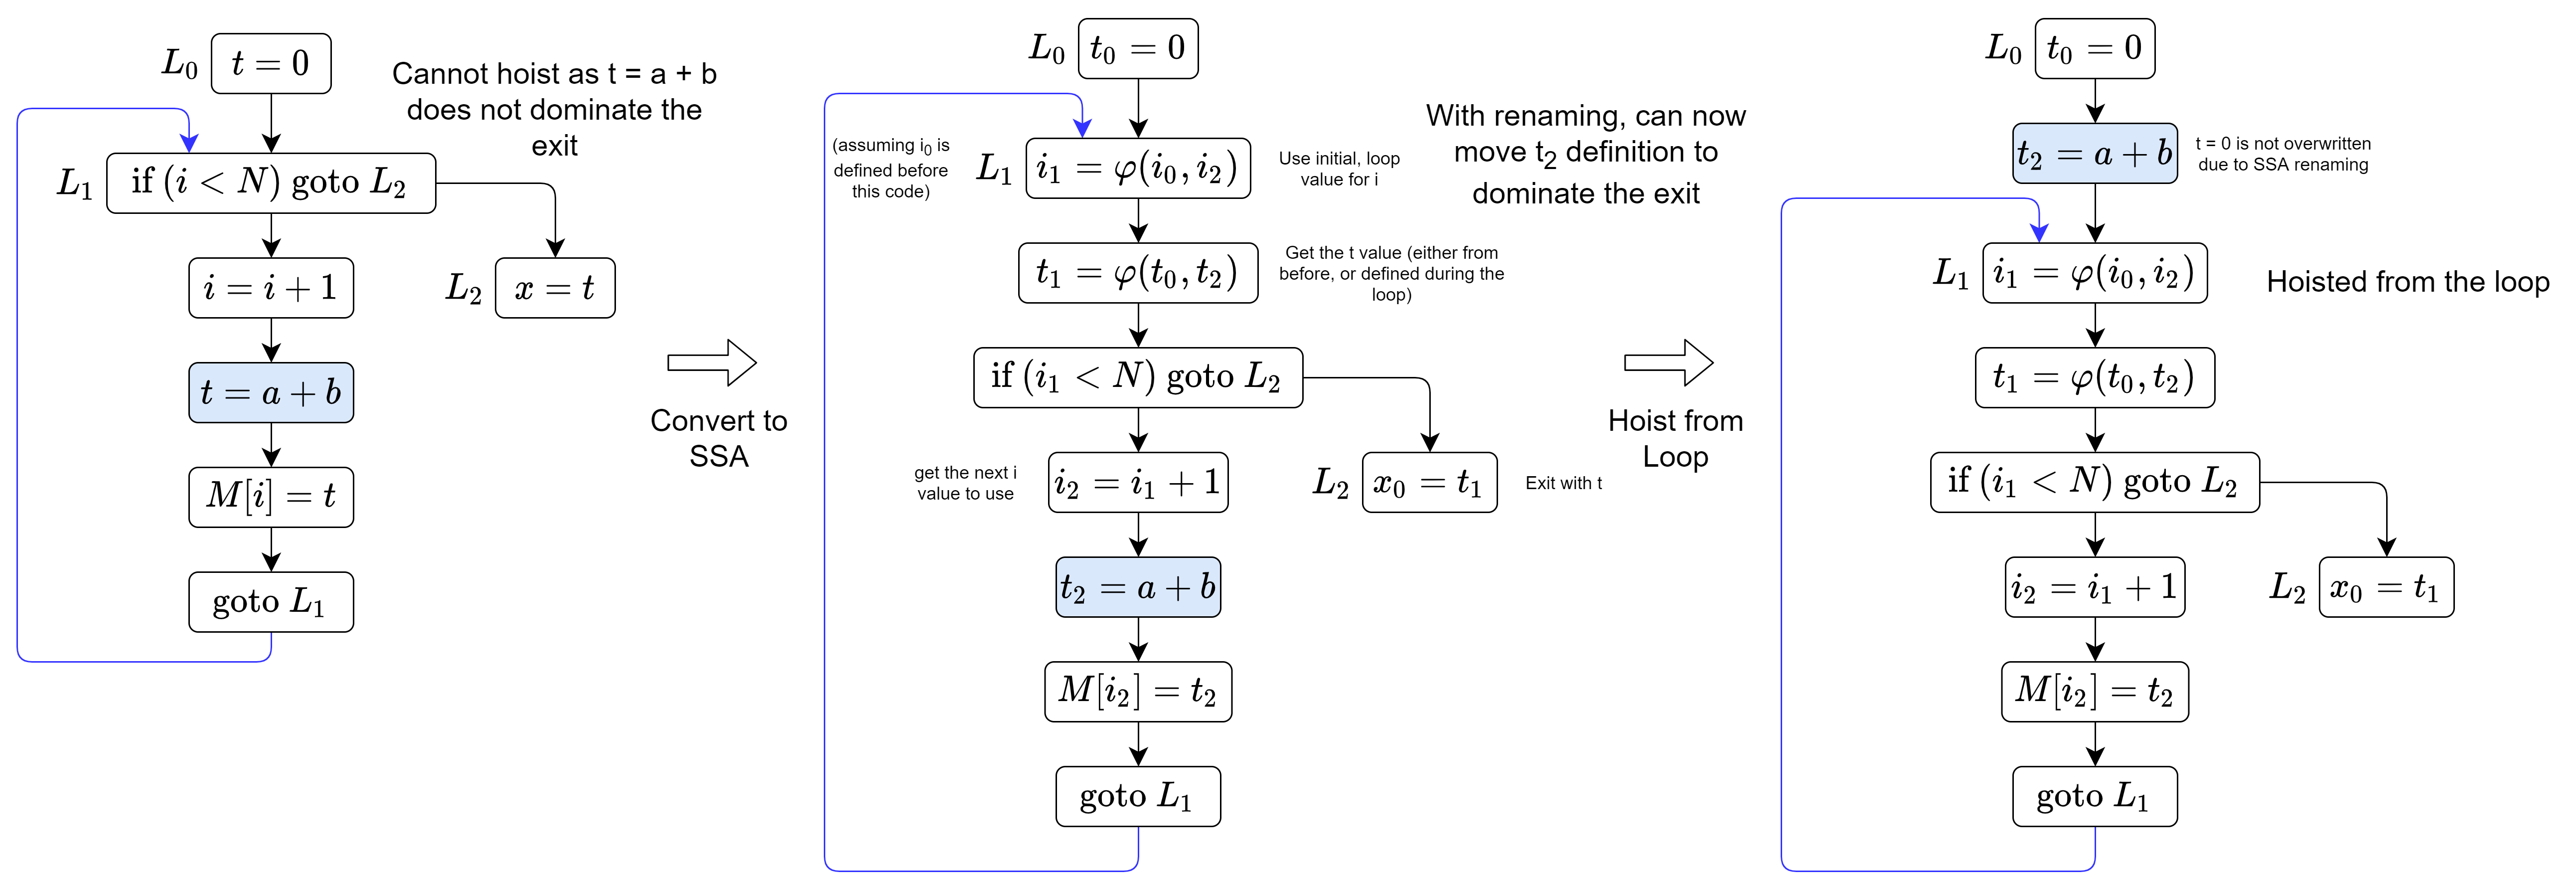 L₀ t = 0
Cannot hoist as t = a + b
does not dominate the
exit
L₁ if (i < N) goto L₂
i = i + 1
L₂ x = t
t = a + b
M[i] = t
goto L₁
Convert to
SSA
L₀ t₀ = 0
(assuming i₀ is
defined before
this code)
L₁ i₁ = φ(i₀, i₂)
Use initial, loop
value for i
t₁ = φ(t₀, t₂)
Get the t value (either from
before, or defined during the
loop)
if (i₁ < N) goto L₂
get the next i
value to use
i₂ = i₁ + 1
L₂ x₀ = t₁
Exit with t
t₂ = a + b
M[i₂] = t₂
goto L₁
With renaming, can now
move t₂ definition to
dominate the exit
Hoist from
Loop
L₀ t₀ = 0
t₂ = a + b
t = 0 is not overwritten
due to SSA renaming
L₁ i₁ = φ(i₀, i₂)
Hoisted from the loop
t₁ = φ(t₀, t₂)
if (i₁ < N) goto L₂
i₂ = i₁ + 1
L₂ x₀ = t₁
M[i₂] = t₂
goto L₁